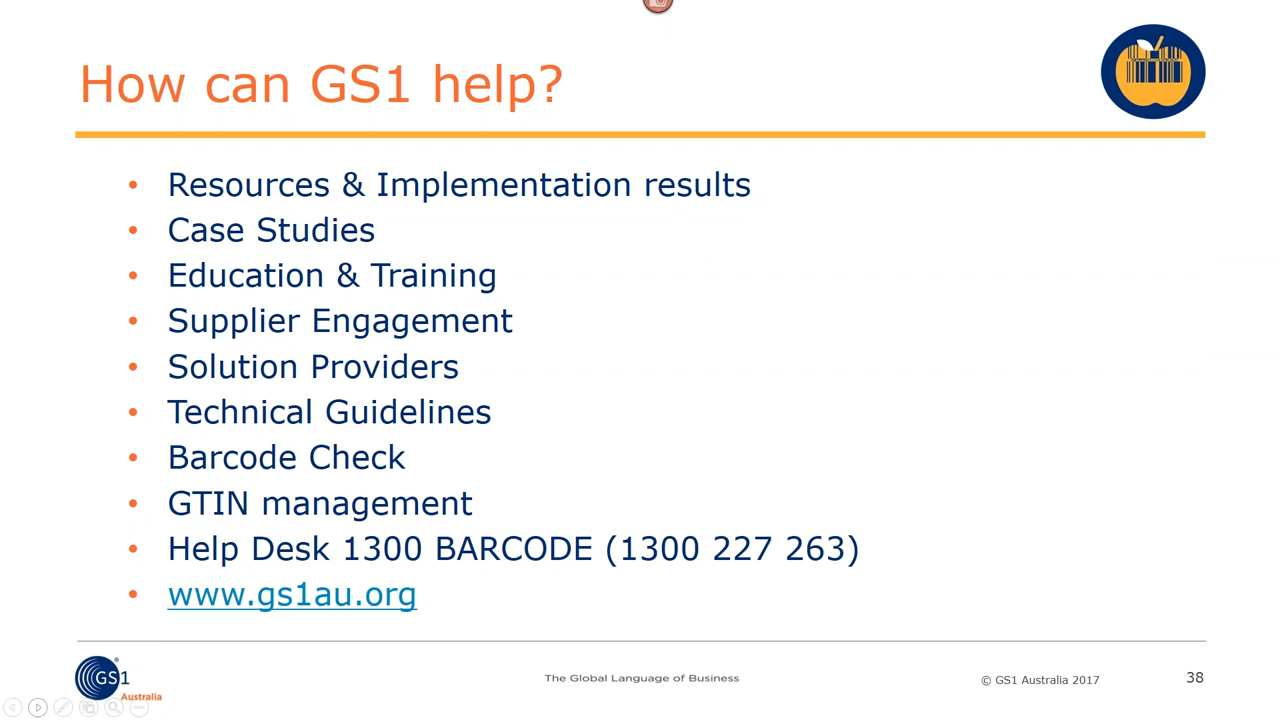 How can GS1 help?
• Resources & Implementation results
• Case Studies
• Education & Training
• Supplier Engagement
• Solution Providers
• Technical Guidelines
• Barcode Check
• GTIN management
• Help Desk 1300 BARCODE (1300 227 263)
• www.gs1au.org
GS1®
Australia
The Global Language of Business
© GS1 Australia 2017
38